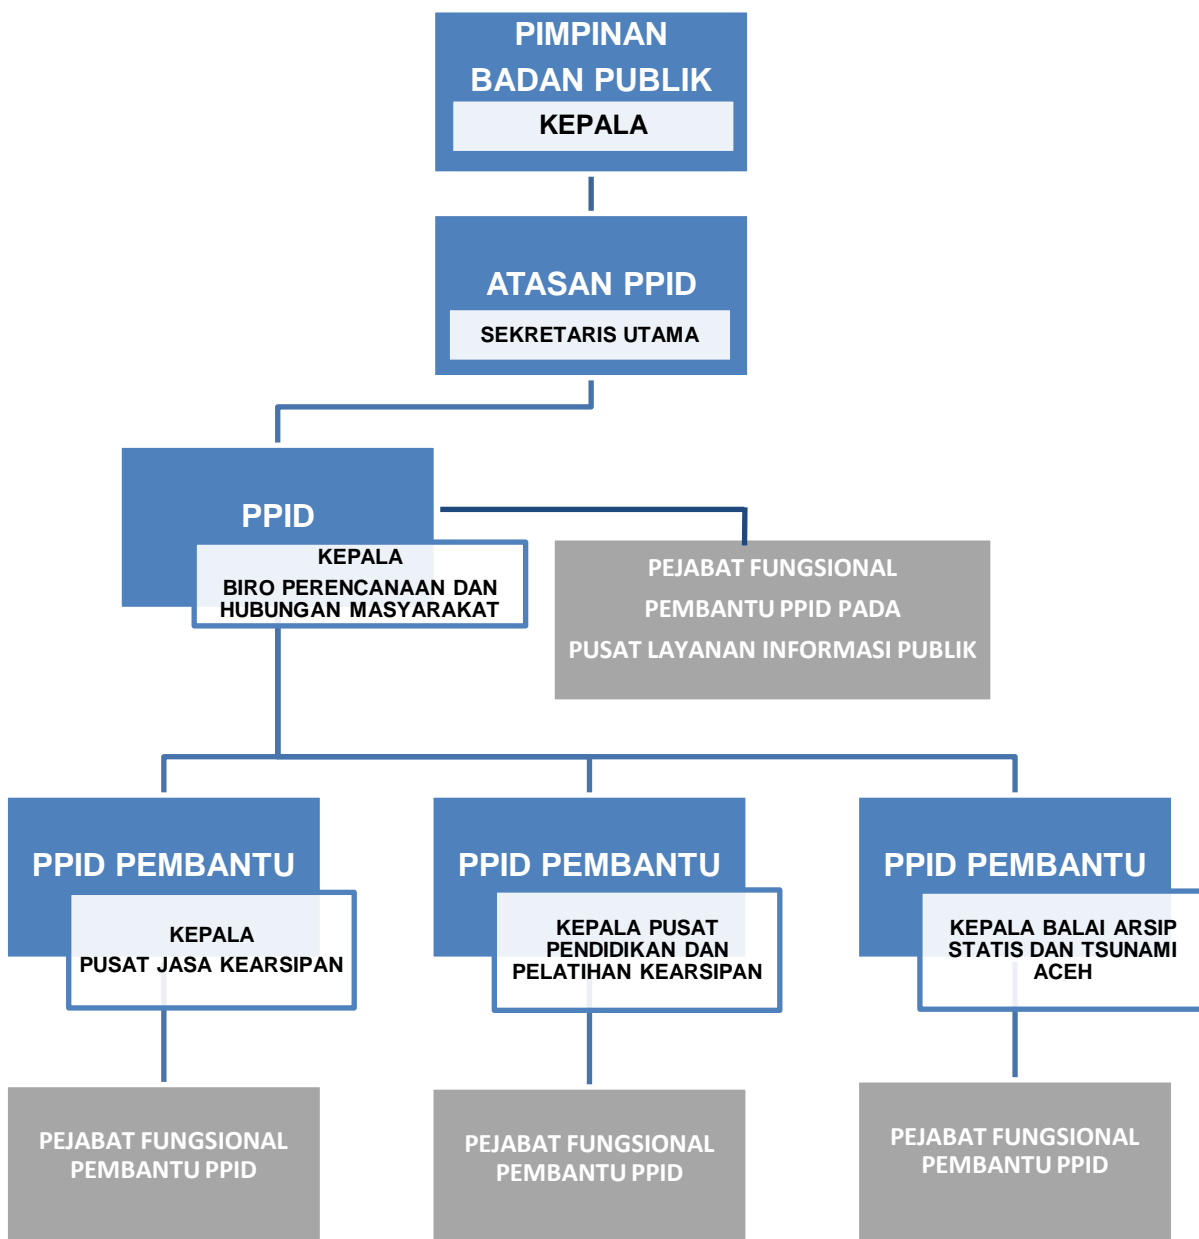 PIMPINAN
BADAN PUBLIK
KEPALA
ATASAN PPID
SEKRETARIS UTAMA
PPID
KEPALA
BIRO PERENCANAAN DAN
HUBUNGAN MASYARAKAT
PEJABAT FUNGSIONAL
PEMBANTU PPID PADA
PUSAT LAYANAN INFORMASI PUBLIK
PPID PEMBANTU
KEPALA
PUSAT JASA KEARSIPAN
PPID PEMBANTU
KEPALA PUSAT
PENDIDIKAN DAN
PELATIHAN KEARSIPAN
PPID PEMBANTU
KEPALA BALAI ARSIP
STATIS DAN TSUNAMI
ACEH
PEJABAT FUNGSIONAL
PEMBANTU PPID
PEJABAT FUNGSIONAL
PEMBANTU PPID
PEJABAT FUNGSIONAL
PEMBANTU PPID